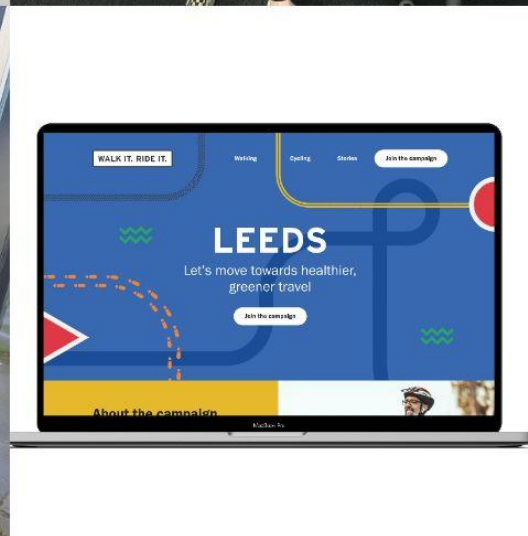 WALK IT. RIDE IT.
Walking
Cycling
Stories
Join the campaign
LEEDS
Let's move towards healthier,
greener travel
Join the campaign
About the campaign
MacBook Pro